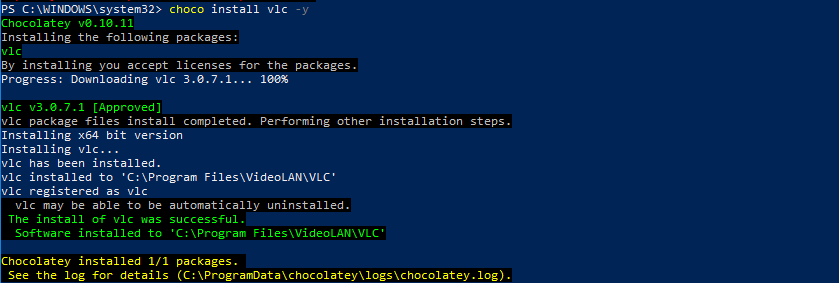 PS C:\WINDOWS\system32> choco install vlc -y
Chocolatey v0.10.11
Installing the following packages:
vlc
By installing you accept licenses for the packages.
Progress: Downloading vlc 3.0.7.1... 100%
vlc v3.0.7.1 [Approved]
vlc package files install completed. Performing other installation steps.
Installing x64 bit version
Installing vlc...
vlc has been installed.
vlc installed to 'C:\Program Files\VideoLAN\VLC'
vlc registered as vlc
vlc may be able to be automatically uninstalled.
The install of vlc was successful.
Software installed to 'C:\Program Files\VideoLAN\VLC'
Chocolatey installed 1/1 packages.
See the log for details (C:\ProgramData\chocolatey\logs\chocolatey.log).